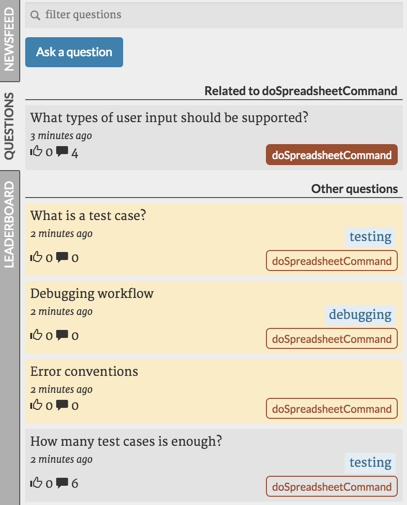 NEWSFEED
QUESTIONS
LEADERBOARD
filter questions
Ask a question
Related to doSpreadsheetCommand
What types of user input should be supported?
3 minutes ago
0 4
doSpreadsheetCommand
Other questions
What is a test case?
2 minutes ago
testing
0 0
doSpreadsheetCommand
Debugging workflow
2 minutes ago
debugging
0 0
doSpreadsheetCommand
Error conventions
2 minutes ago
0 0
doSpreadsheetCommand
How many test cases is enough?
2 minutes ago
testing
0 6
doSpreadsheetCommand